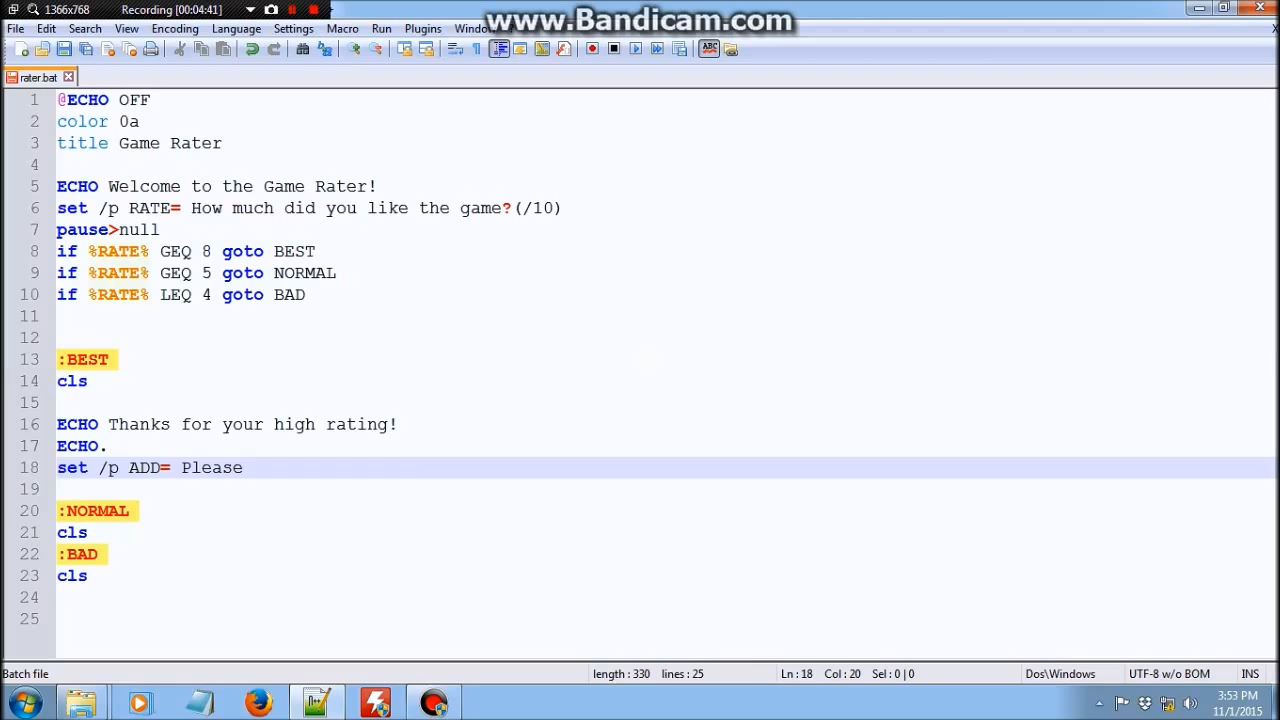 1366x768 Recording [00:04:41]
www.Bandicam.com
File Edit Search View Encoding Language Settings Macro Run Plugins Window
ABC
rater.bat
1 @ECHO OFF
2 color 0a
3 title Game Rater
4
5 ECHO Welcome to the Game Rater!
6 set /p RATE= How much did you like the game?(/10)
7 pause>null
8 if %RATE% GEQ 8 goto BEST
9 if %RATE% GEQ 5 goto NORMAL
10 if %RATE% LEQ 4 goto BAD
11
12
13 :BEST
14 cls
15
16 ECHO Thanks for your high rating!
17 ECHO.
18 set /p ADD= Please
19
20 :NORMAL
21 cls
22 :BAD
23 cls
24
25
Batch file length : 330 lines : 25 Ln : 18 Col : 20 Sel : 0 | 0 Dos\Windows UTF-8 w/o BOM INS
3:53 PM
11/1/2015